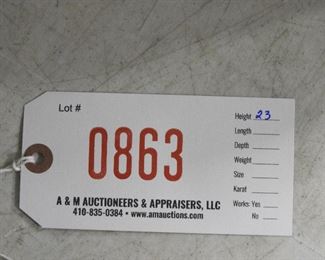 Lot #
0863
Height 23
Length
Depth
Weight
Size
Karat
Works: Yes
No
A & M AUCTIONEERS & APPRAISERS, LLC
410-835-0384 • www.amauctions.com